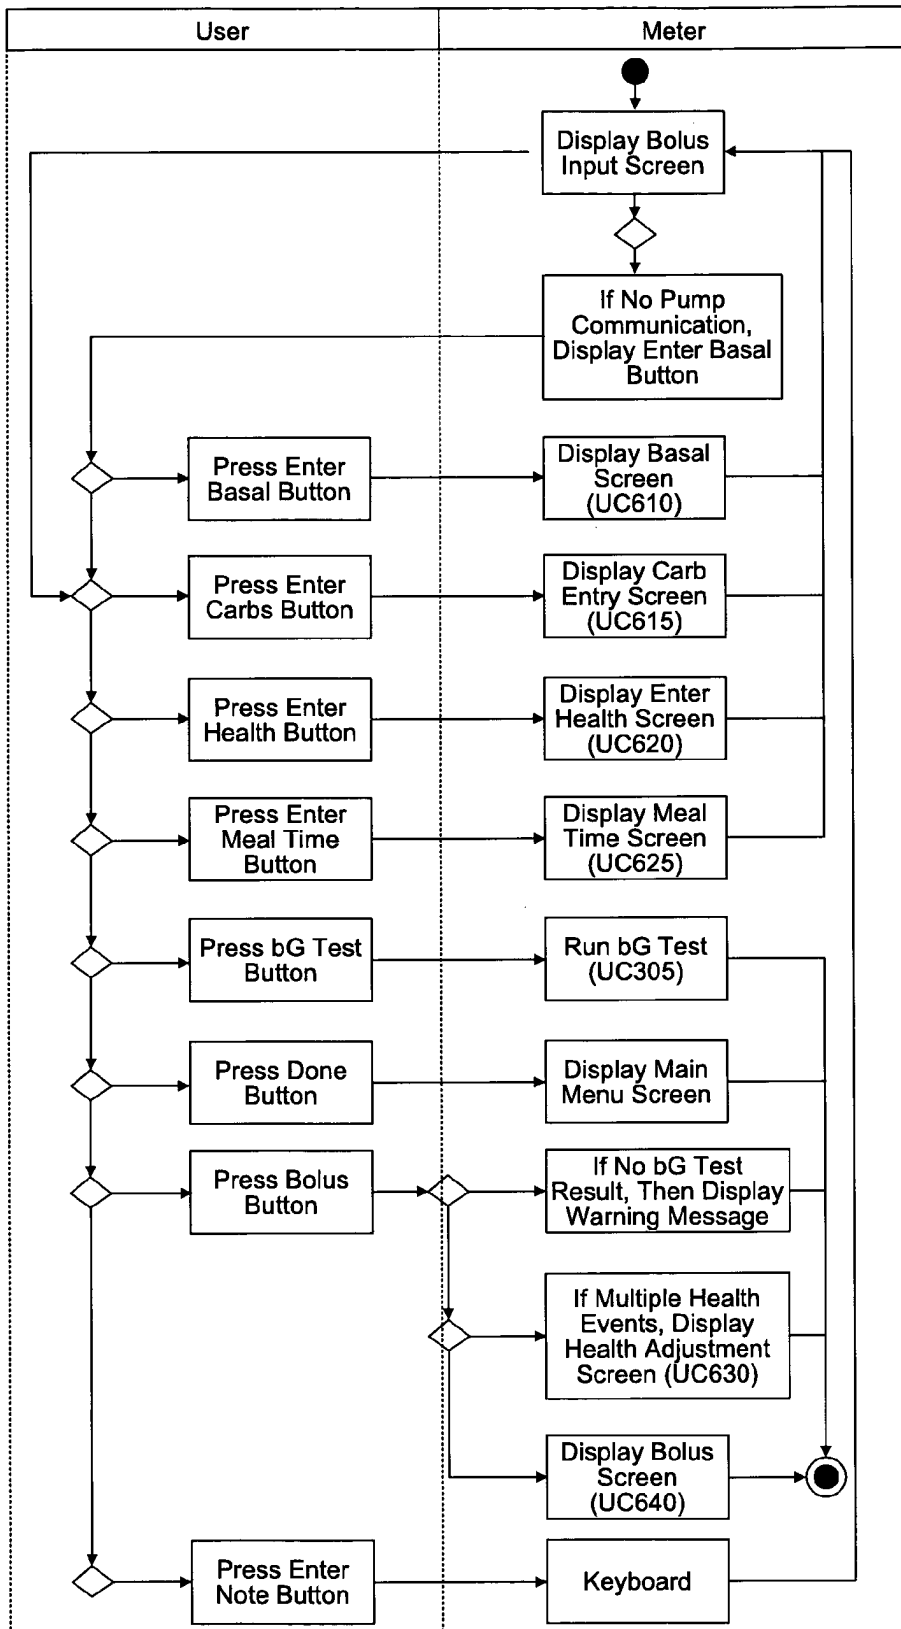 User
Meter
Display Bolus
Input Screen
If No Pump
Communication,
Display Enter Basal
Button
Press Enter
Basal Button
Display Basal
Screen
(UC610)
Press Enter
Carbs Button
Display Carb
Entry Screen
(UC615)
Press Enter
Health Button
Display Enter
Health Screen
(UC620)
Press Enter
Meal Time
Button
Display Meal
Time Screen
(UC625)
Press bG Test
Button
Run bG Test
(UC305)
Press Done
Button
Display Main
Menu Screen
Press Bolus
Button
If No bG Test
Result, Then Display
Warning Message
If Multiple Health
Events, Display
Health Adjustment
Screen (UC630)
Display Bolus
Screen
(UC640)
Press Enter
Note Button
Keyboard